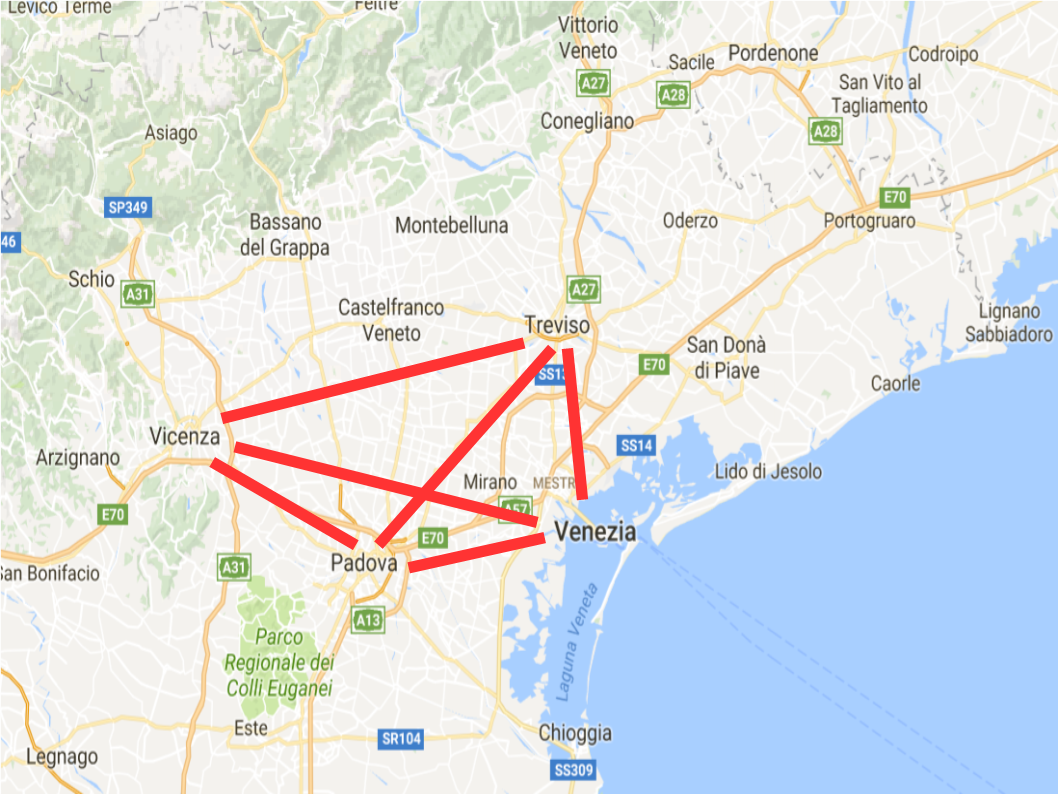 Levico Terme
Feltre
Vittorio
Veneto
Sacile
Pordenone
Codroipo
A27
A28
San Vito al
Tagliamento
Conegliano
Asiago
A28
SP349
E70
Bassano
del Grappa
Montebelluna
Oderzo
Portogruaro
46
Schio
A31
A27
Castelfranco
Veneto
Treviso
Lignano
Sabbiadoro
San Donà
di Piave
E70
SS13
Caorle
Vicenza
Arzignano
SS14
Lido di Jesolo
Mirano
MESTR
A57
E70
E70
Venezia
Padova
San Bonifacio
A31
A13
Parco
Regionale dei
Colli Euganei
Laguna Veneta
Este
SR104
Chioggia
Legnago
SS309